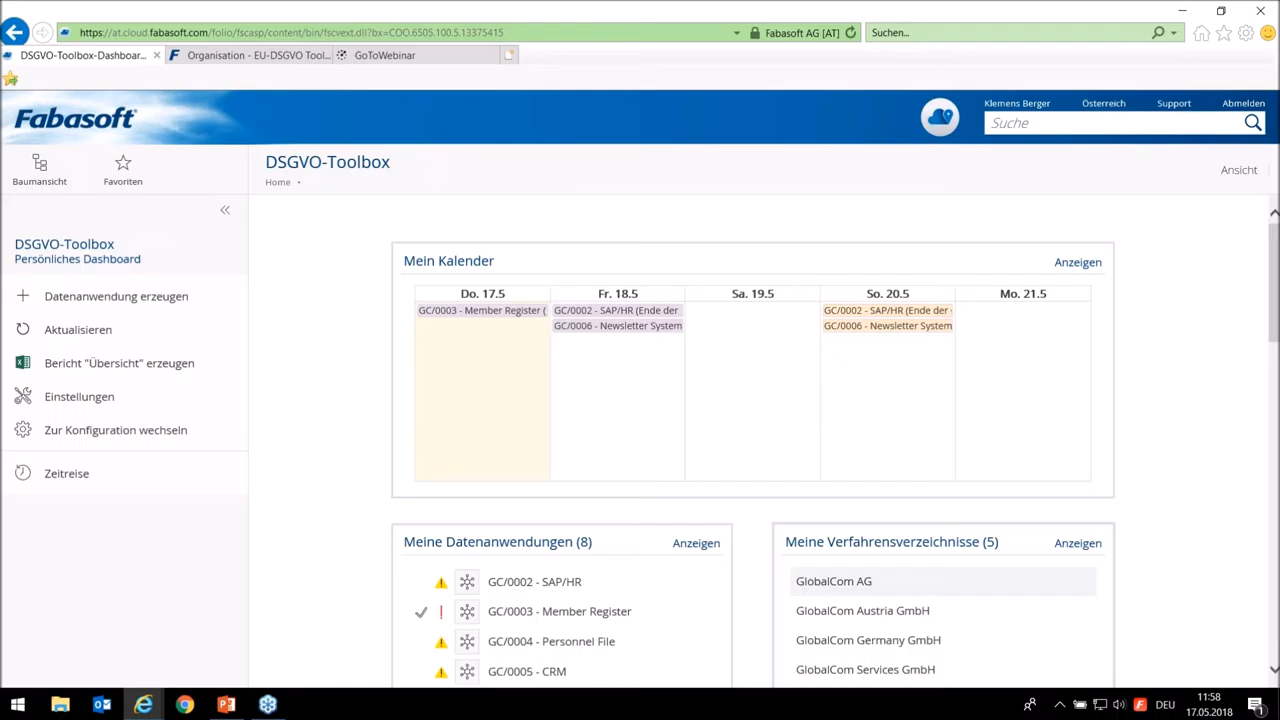 https://at.cloud.fabasoft.com/folio/fscasp/content/bin/fscvext.dll?bx=COO.6505.100.5.13375415
Fabasoft AG [AT]
Suchen...
DSGVO-Toolbox-Dashboar...
Organisation - EU-DSGVO Tool...
GoToWebinar
Fabasoft
Klemens Berger
Österreich
Support
Abmelden
Suche
Baumansicht
Favoriten
DSGVO-Toolbox
Home
Ansicht
DSGVO-Toolbox
Persönliches Dashboard
Datenanwendung erzeugen
Aktualisieren
Bericht "Übersicht" erzeugen
Einstellungen
Zur Konfiguration wechseln
Zeitreise
Mein Kalender
Anzeigen
Do. 17.5
Fr. 18.5
Sa. 19.5
So. 20.5
Mo. 21.5
GC/0003 - Member Register (
GC/0002 - SAP/HR (Ende der
GC/0002 - SAP/HR (Ende der
GC/0006 - Newsletter System
GC/0006 - Newsletter System
Meine Datenanwendungen (8)
Anzeigen
GC/0002 - SAP/HR
GC/0003 - Member Register
GC/0004 - Personnel File
GC/0005 - CRM
Meine Verfahrensverzeichnisse (5)
Anzeigen
GlobalCom AG
GlobalCom Austria GmbH
GlobalCom Germany GmbH
GlobalCom Services GmbH
DEU
11:58
17.05.2018
1